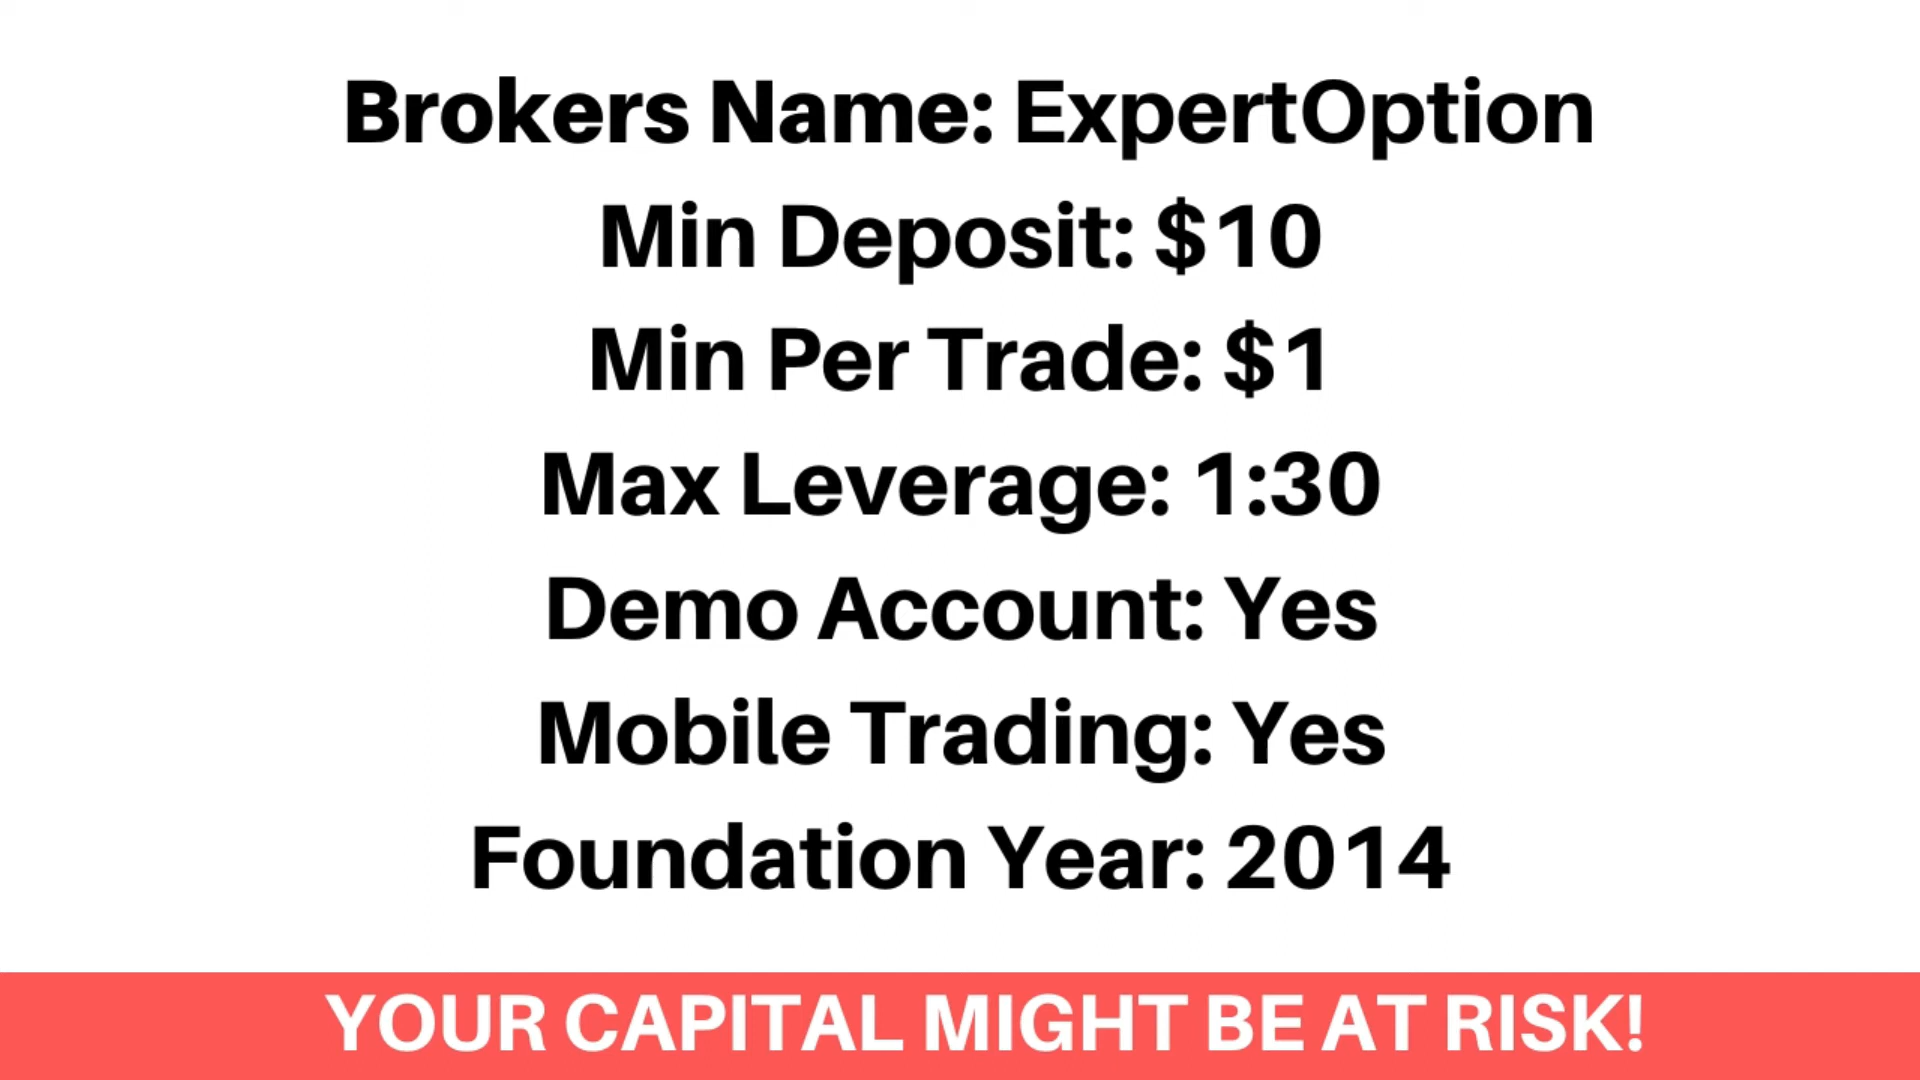 Brokers Name: ExpertOption
Min Deposit: $10
Min Per Trade: $1
Max Leverage: 1:30
Demo Account: Yes
Mobile Trading: Yes
Foundation Year: 2014
YOUR CAPITAL MIGHT BE AT RISK!